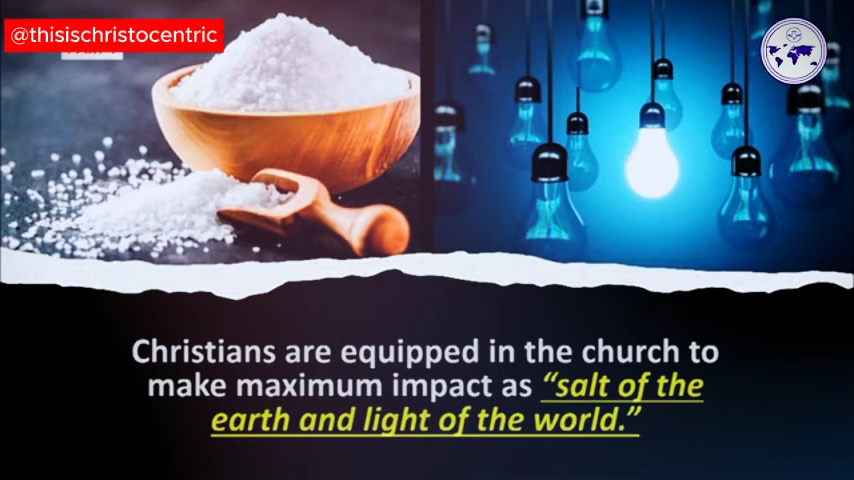 @thisischristocentric
Christians are equipped in the church to
make maximum impact as “salt of the
earth and light of the world.”